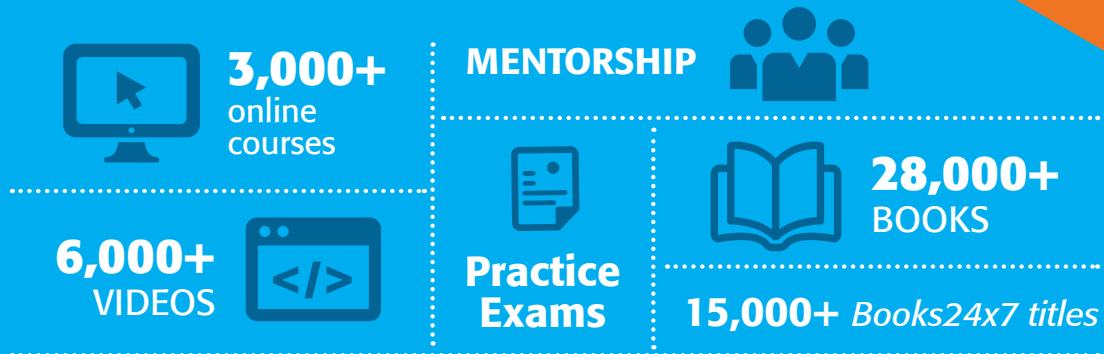 3,000+
online
courses
MENTORSHIP
6,000+
VIDEOS
</>
Practice
Exams
28,000+
BOOKS
15,000+ Books24x7 titles